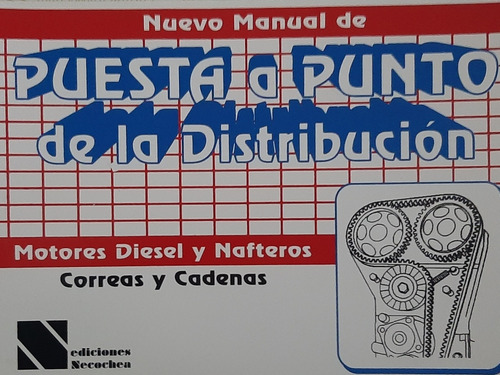 Nuevo Manual de
PUESTA a PUNTO
de la Distribución
Motores Diesel y Nafteros
Correas y Cadenas
ediciones
Necochea